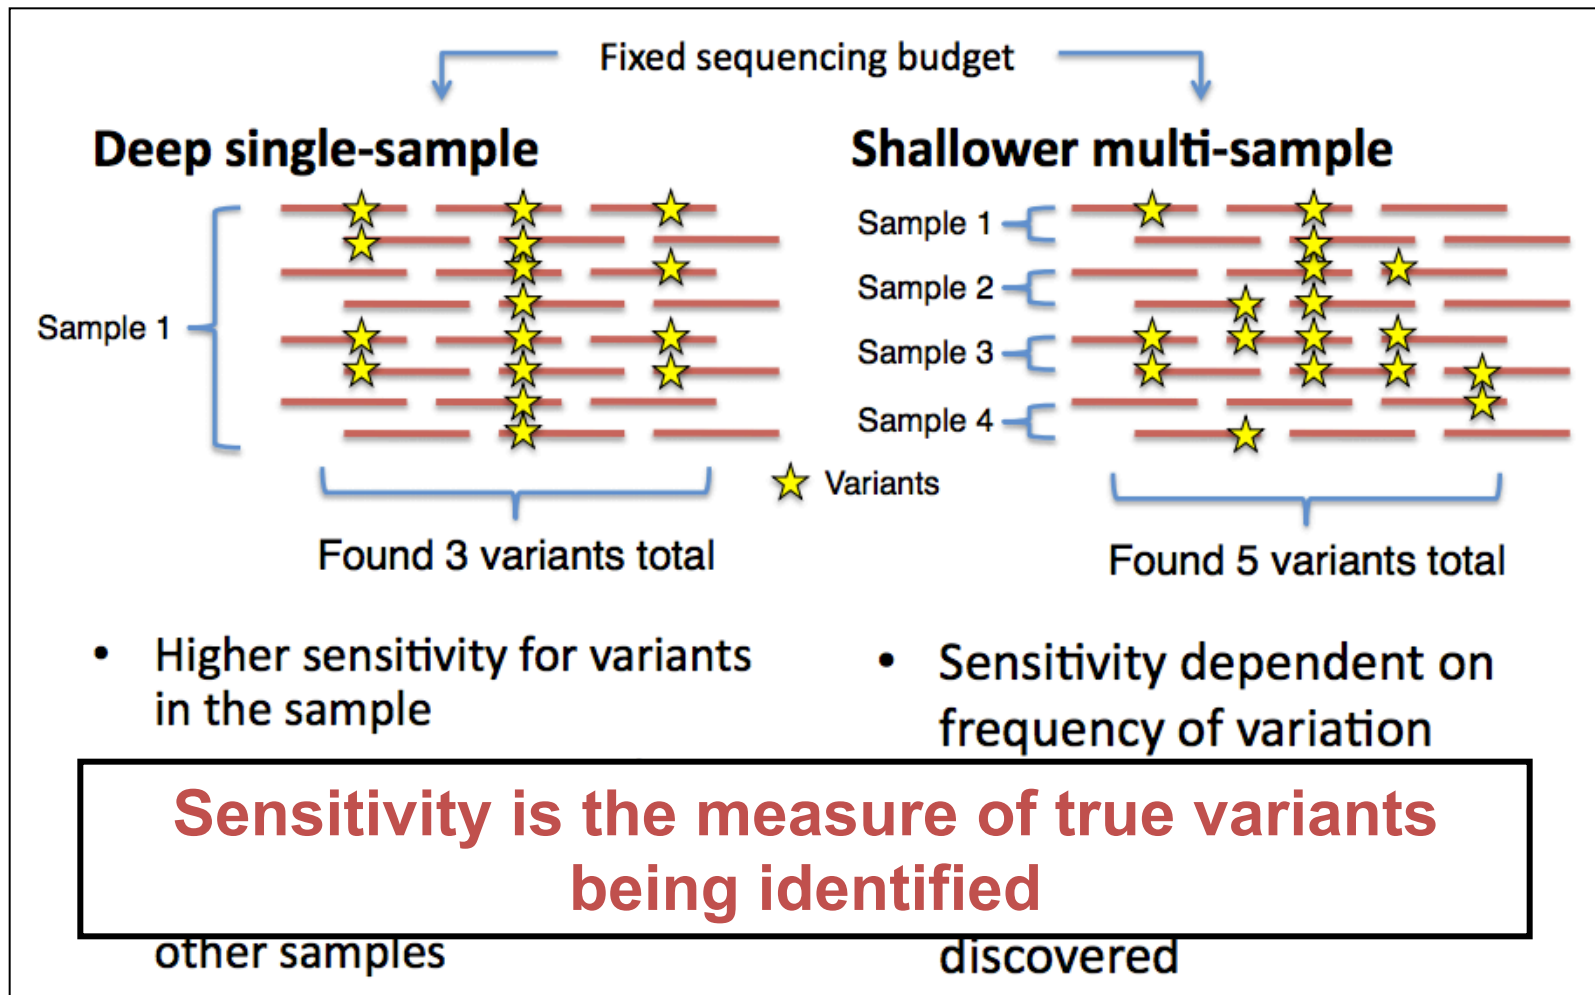 Fixed sequencing budget
Deep single-sample
Sample 1
Found 3 variants total
• Higher sensitivity for variants
in the sample
Shallower multi-sample
Sample 1
Sample 2
Sample 3
Sample 4
Variants
Found 5 variants total
• Sensitivity dependent on
frequency of variation
Sensitivity is the measure of true variants
being identified
other samples
discovered